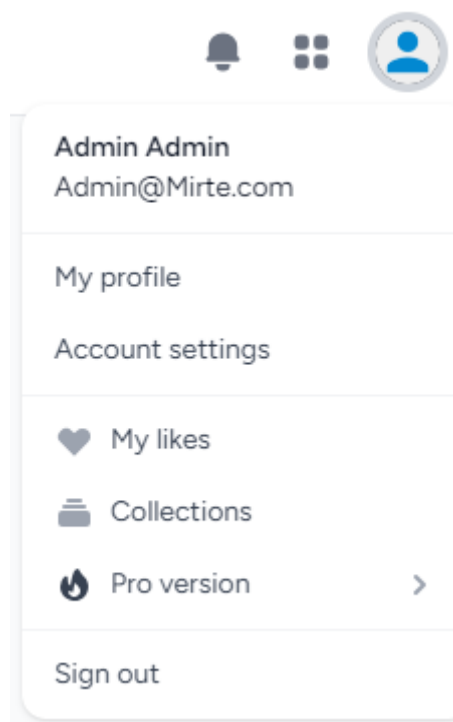 Admin Admin
Admin@Mirte.com
My profile
Account settings
My likes
Collections
Pro version
Sign out